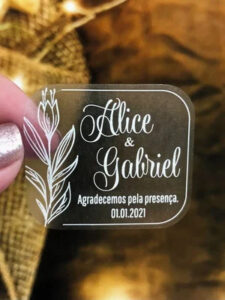 Alice
&
Gabriel
Agradecemos pela presença.
01.01.2021